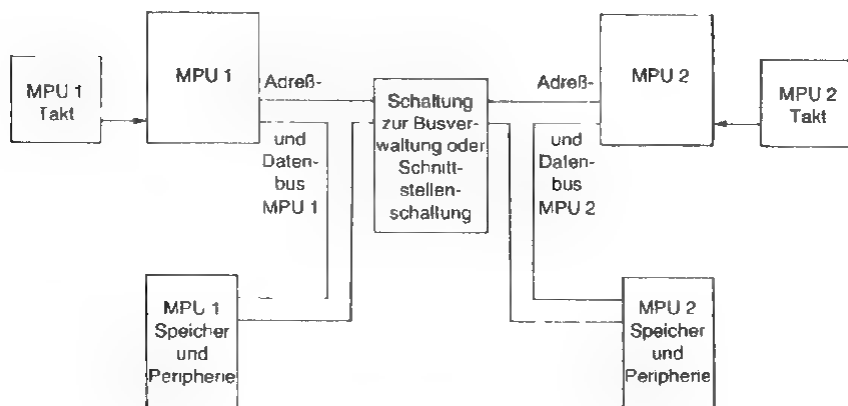 MPU 1
Takt
MPU 1
Adreß-
und
Daten-
bus
MPU 1
Schaltung
zur Busver-
waltung oder
Schnitt-
stellen-
schaltung
Adreß-
und
Daten-
bus
MPU 2
MPU 2
MPU 2
Takt
MPU 1
Speicher
und
Peripherie
MPU 2
Speicher
und
Peripherie